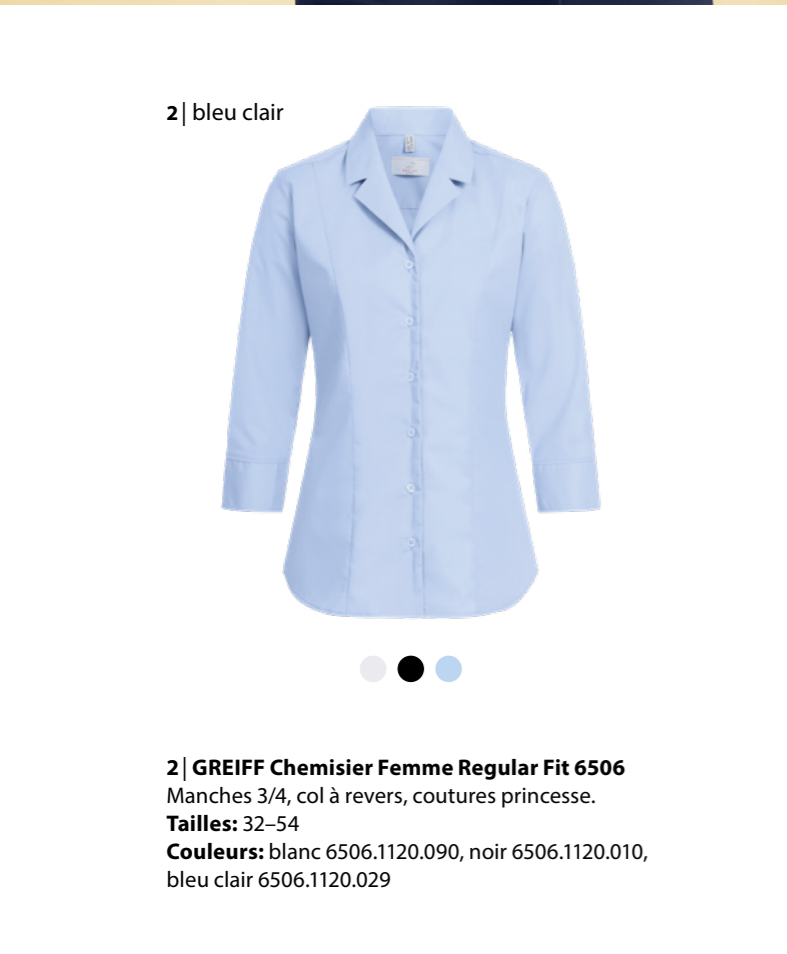 2| bleu clair
2| GREIFF Chemisier Femme Regular Fit 6506
Manches 3/4, col à revers, coutures princesse.
Tailles: 32–54
Couleurs: blanc 6506.1120.090, noir 6506.1120.010,
bleu clair 6506.1120.029